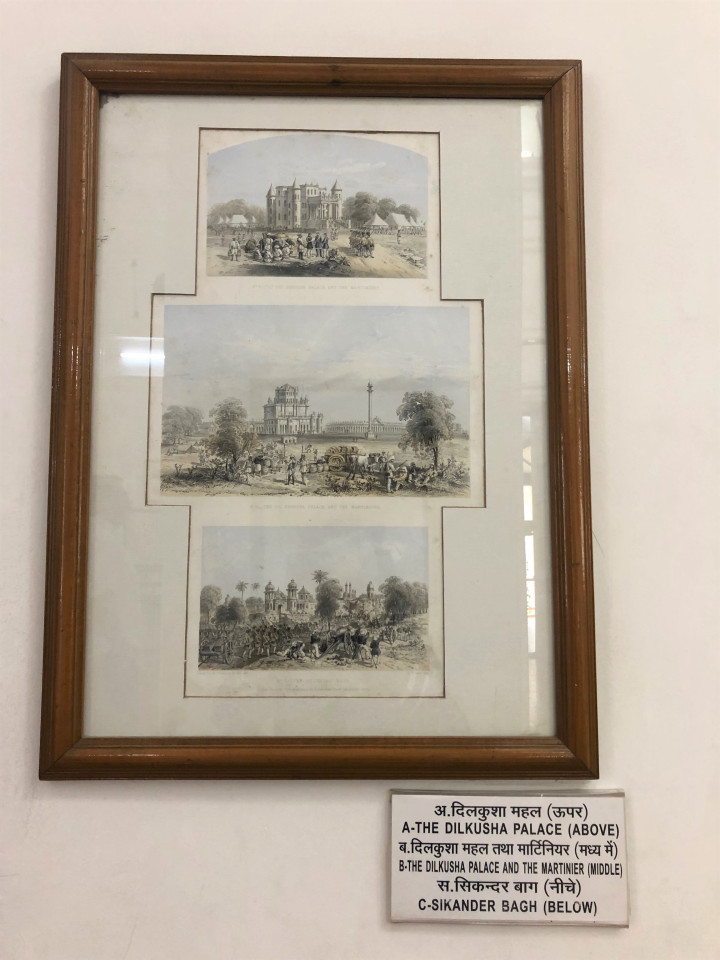 अ.दिलकुशा महल (ऊपर)
A-THE DILKUSHA PALACE (ABOVE)
ब.दिलकुशा महल तथा मार्टिनियर (मध्य में)
B-THE DILKUSHA PALACE AND THE MARTINIER (MIDDLE)
स.सिकन्दर बाग (नीचे)
C-SIKANDER BAGH (BELOW)